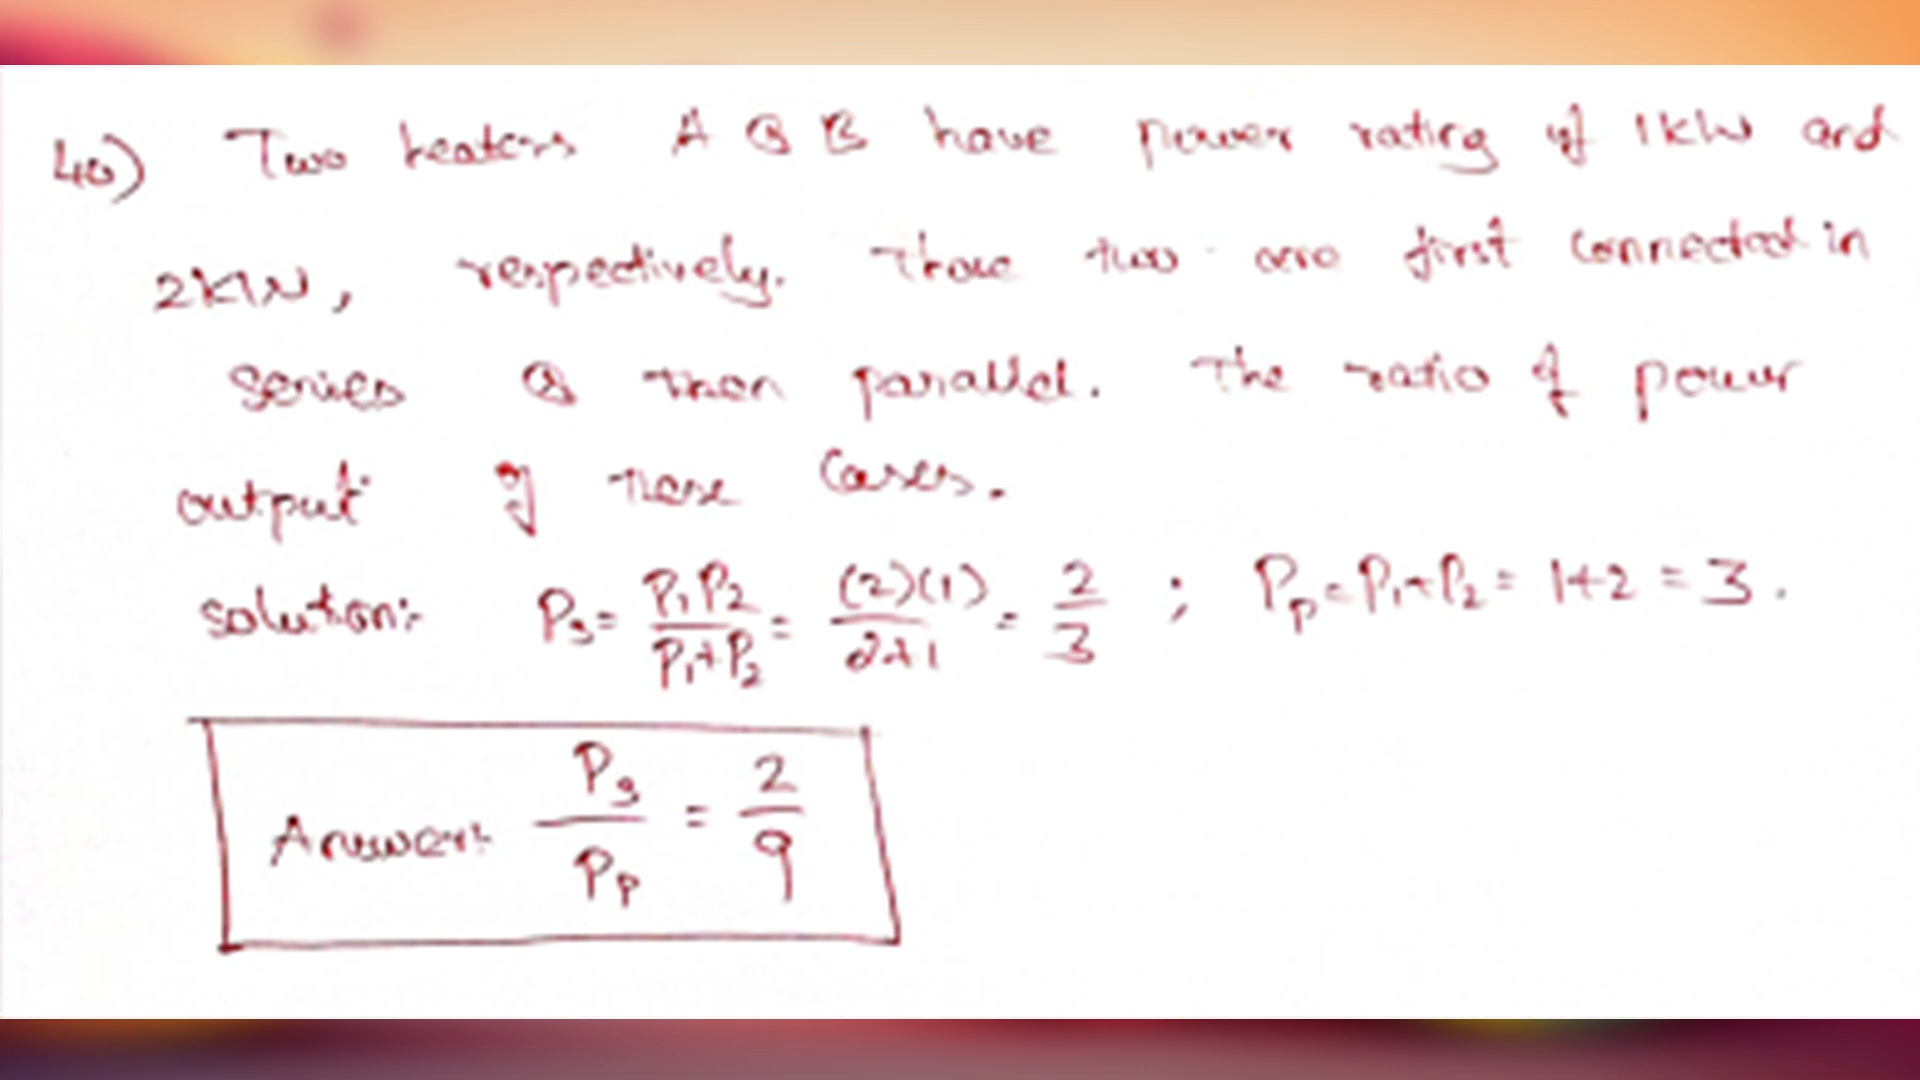 40) Two heaters A & B have power rating of 1kW and
2kW, respectively. Those two are first connected in
series & then parallel. The ratio of power
output of these cases.
solution:- Ps = P1P2/P1+P2 = (2)(1)/2+1 = 2/3 ; Pp = P1+P2 = 1+2 = 3.
Answer:- Ps/Pp = 2/9